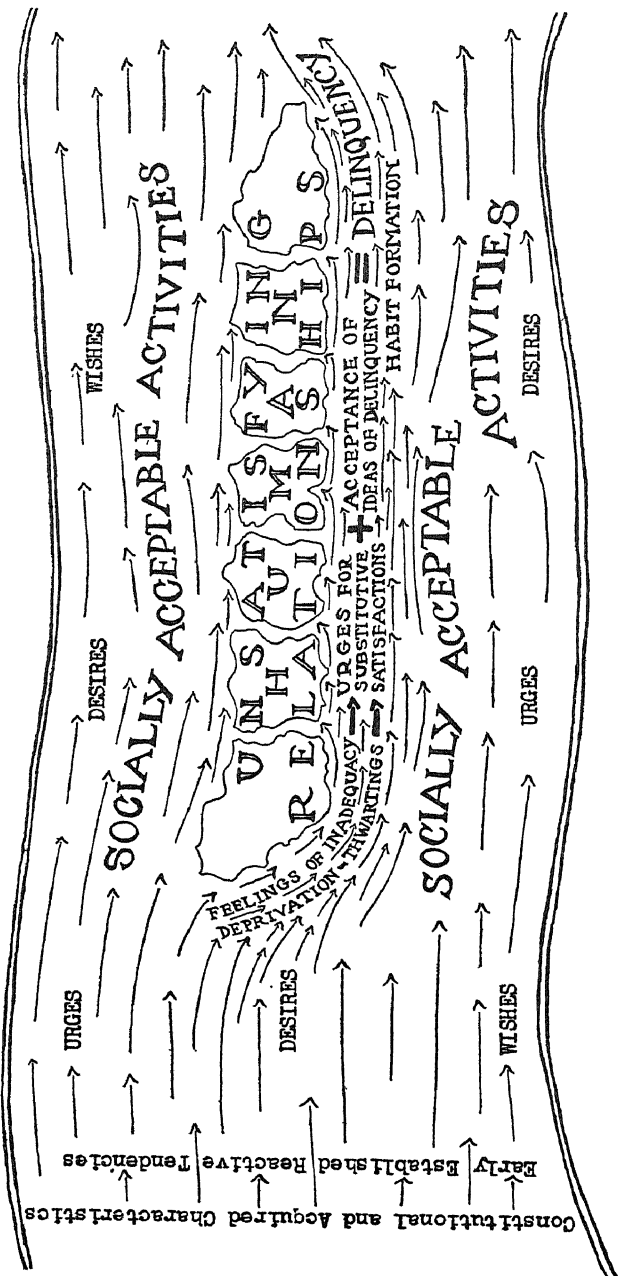 Constitutional and Acquired Characteristics
Early Established Reactive Tendencies
URGES
DESIRES
WISHES
SOCIALLY ACCEPTABLE ACTIVITIES
UNSATISFYING
HUMAN
RELATIONSHIPS
DESIRES
FEELINGS OF INADEQUACY
DEPRIVATION - THWARTINGS
URGES FOR
SUBSTITUTIVE
SATISFACTIONS
+
ACCEPTANCE OF
IDEAS OF DELINQUENCY
=
DELINQUENCY
HABIT FORMATION
SOCIALLY ACCEPTABLE
ACTIVITIES
WISHES
URGES
DESIRES